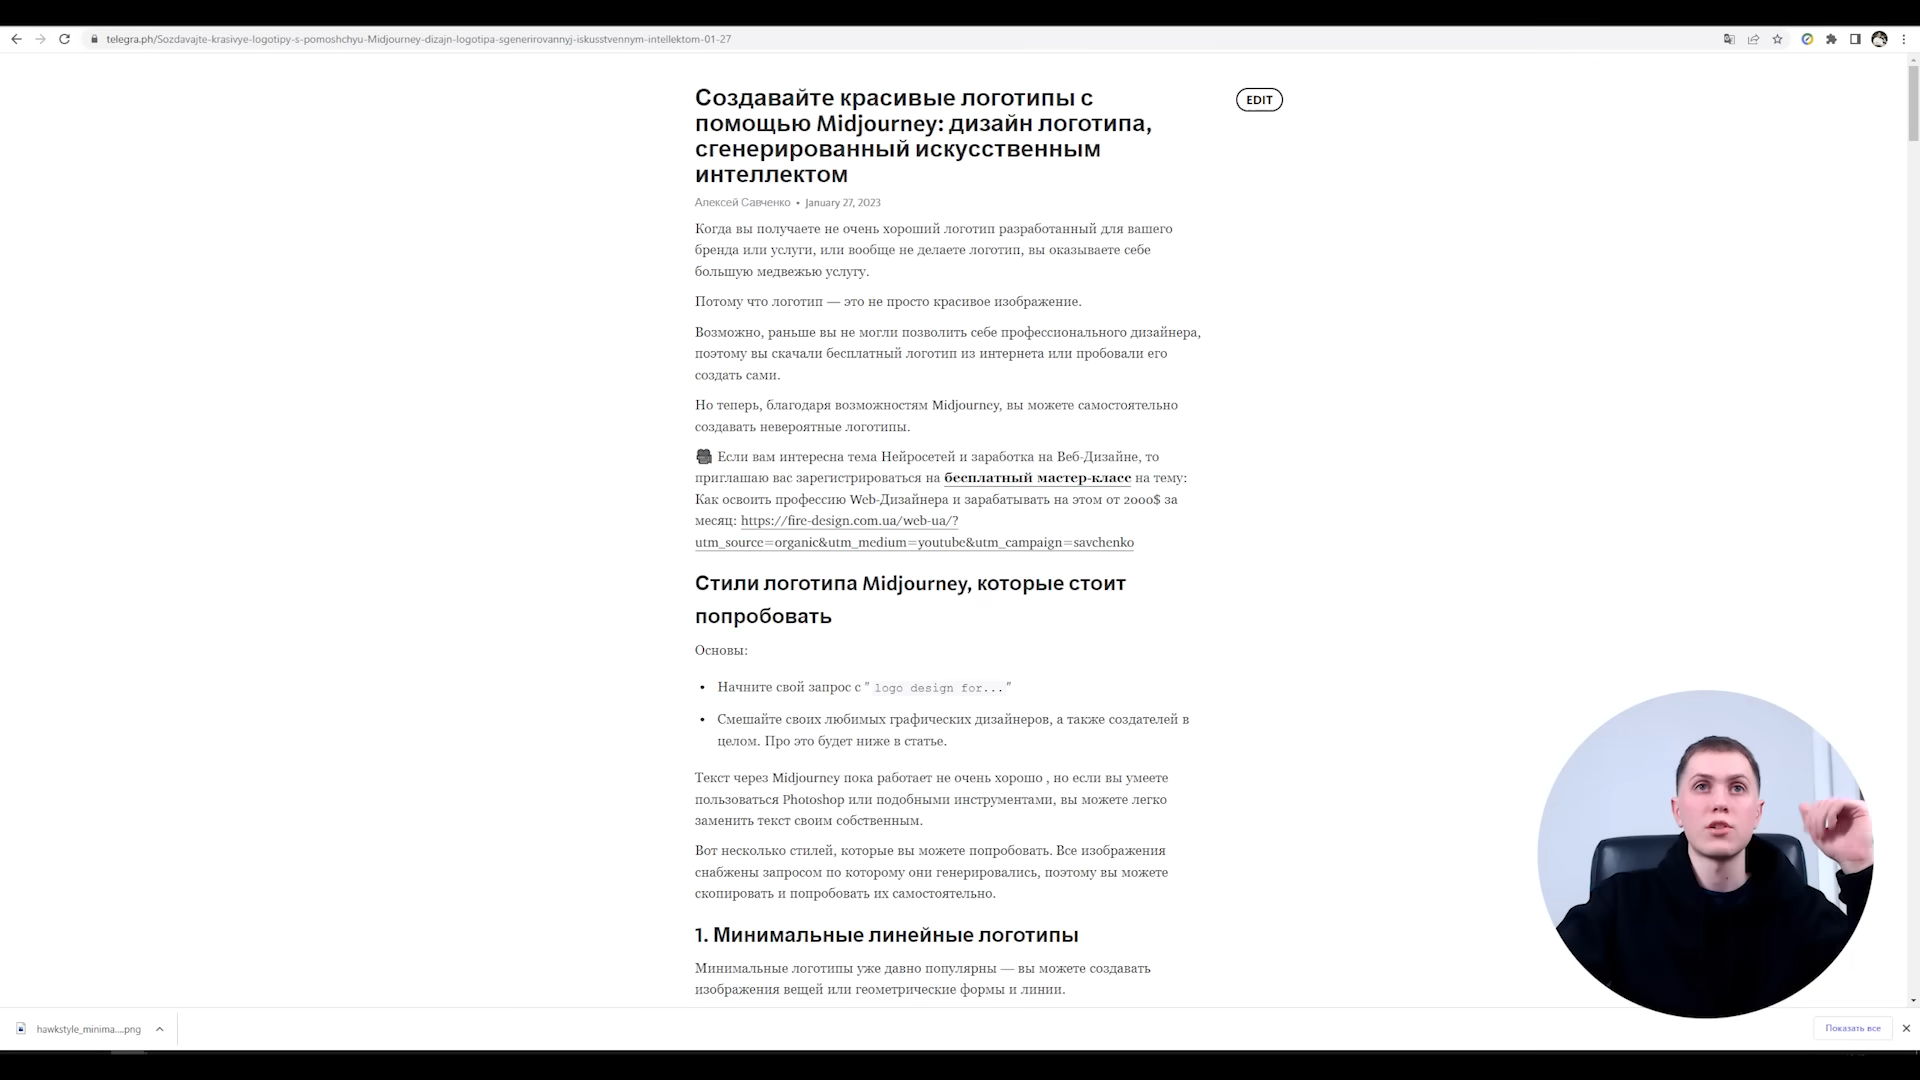 telegra.ph/Sozdavajte-krasivye-logotipy-s-pomoshchyu-Midjourney-dizajn-logotipa-sgenerirovannyj-iskusstvennym-intellektom-01-27
Создавайте красивые логотипы с
помощью Midjourney: дизайн логотипа,
сгенерированный искусственным
интеллектом
EDIT
Алексей Савченко • January 27, 2023
Когда вы получаете не очень хороший логотип разработанный для вашего
бренда или услуги, или вообще не делаете логотип, вы оказываете себе
большую медвежью услугу.
Потому что логотип — это не просто красивое изображение.
Возможно, раньше вы не могли позволить себе профессионального дизайнера,
поэтому вы скачали бесплатный логотип из интернета или пробовали его
создать сами.
Но теперь, благодаря возможностям Midjourney, вы можете самостоятельно
создавать невероятные логотипы.
🎥 Если вам интересна тема Нейросетей и заработка на Веб-Дизайне, то
приглашаю вас зарегистрироваться на бесплатный мастер-класс на тему:
Как освоить профессию Web-Дизайнера и зарабатывать на этом от 2000$ за
месяц: https://fire-design.com.ua/web-ua/?
utm_source=organic&utm_medium=youtube&utm_campaign=savchenko
Стили логотипа Midjourney, которые стоит
попробовать
Основы:
• Начните свой запрос с " logo design for..."
• Смешайте своих любимых графических дизайнеров, а также создателей в
целом. Про это будет ниже в статье.
Текст через Midjourney пока работает не очень хорошо , но если вы умеете
пользоваться Photoshop или подобными инструментами, вы можете легко
заменить текст своим собственным.
Вот несколько стилей, которые вы можете попробовать. Все изображения
снабжены запросом по которому они генерировались, поэтому вы можете
скопировать и попробовать их самостоятельно.
1. Минимальные линейные логотипы
Минимальные логотипы уже давно популярны — вы можете создавать
изображения вещей или геометрические формы и линии.
hawkstyle_minima....png
Показать все